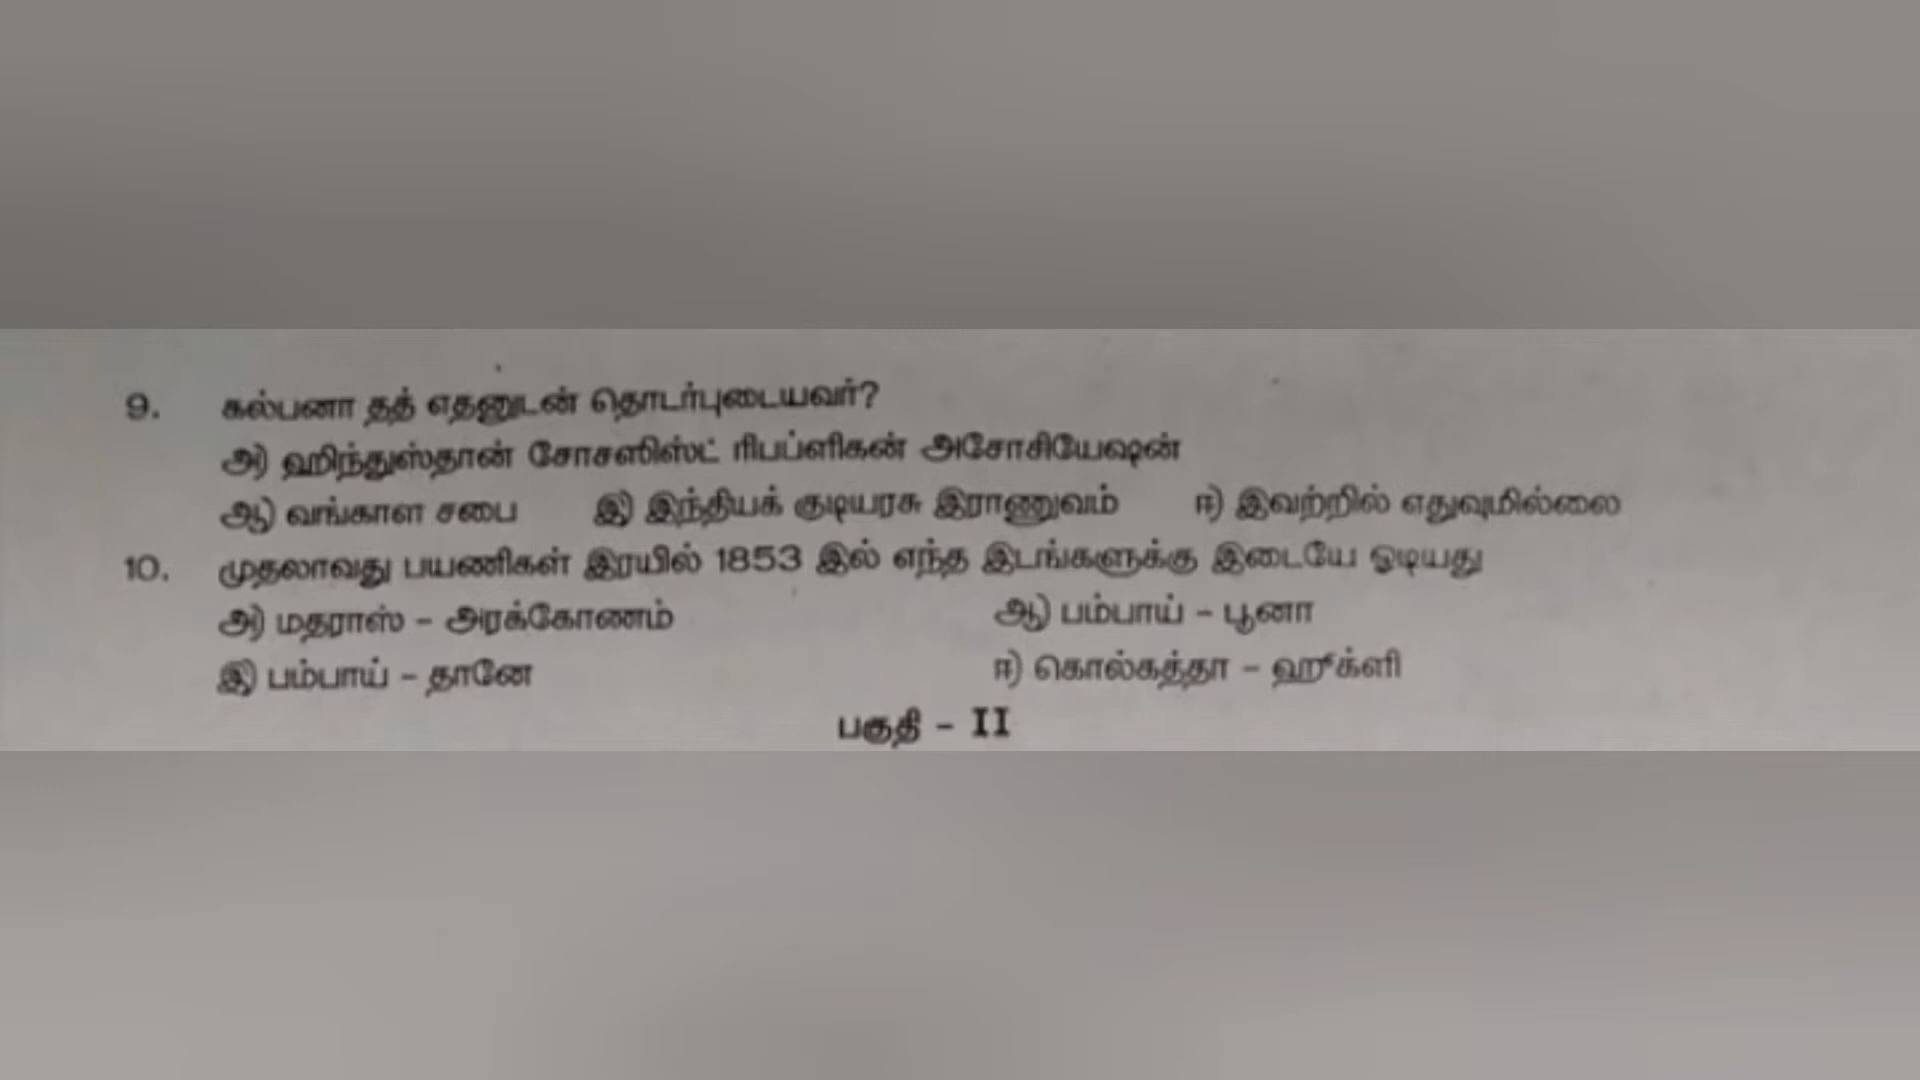 9. கல்பனா தத் எதனுடன் தொடர்புடையவர்?
அ) ஹிந்துஸ்தான் சோசஸிஸ்ட் ரிபப்ளிகன் அசோசியேஷன்
ஆ) வங்காள சபை இ) இந்தியக் குடியரசு இராணுவம் ஈ) இவற்றில் எதுவுமில்லை
10. முதலாவது பயணிகள் இரயில் 1853 இல் எந்த இடங்களுக்கு இடையே ஓடியது
அ) மதராஸ் – அரக்கோணம் ஆ) பம்பாய் – பூனா
இ) பம்பாய் – தானே ஈ) கொல்கத்தா – ஹூக்ளி
பகுதி – II